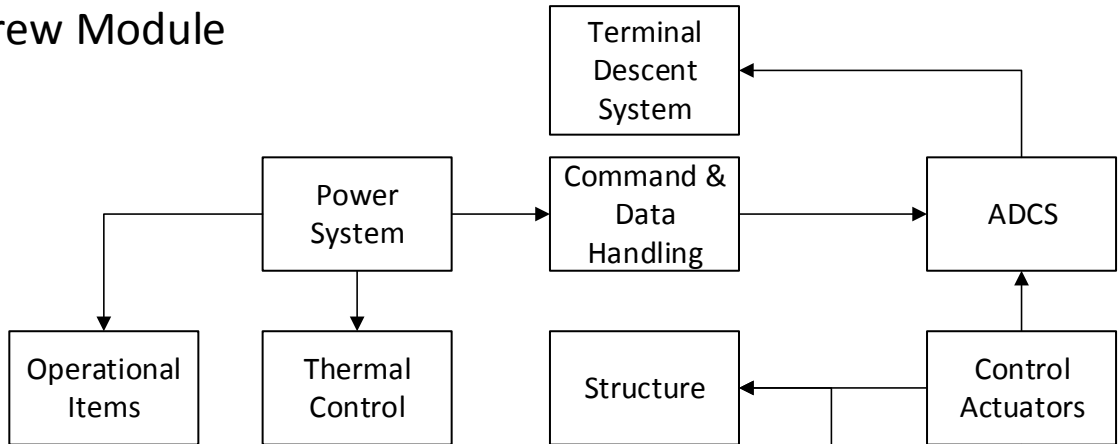 rew Module
Terminal
Descent
System
Power
System
Command &
Data
Handling
ADCS
Operational
Items
Thermal
Control
Structure
Control
Actuators